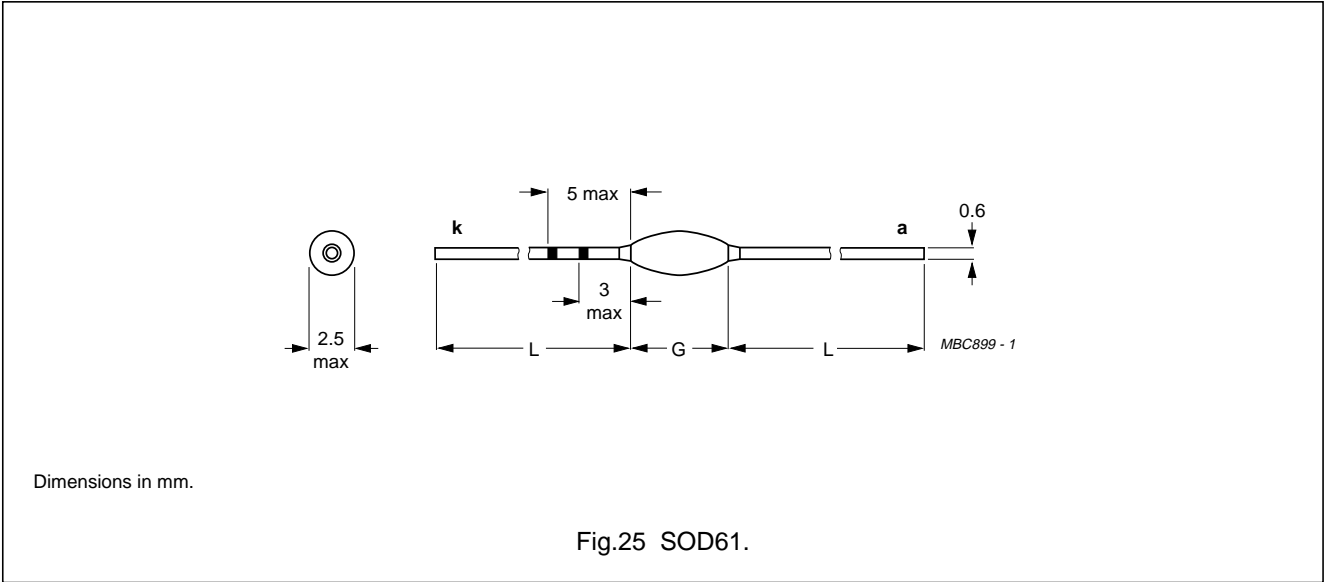 5 max
k
a
0.6
3
max
2.5
max
L
G
L
MBC899 - 1
Dimensions in mm.
Fig.25 SOD61.